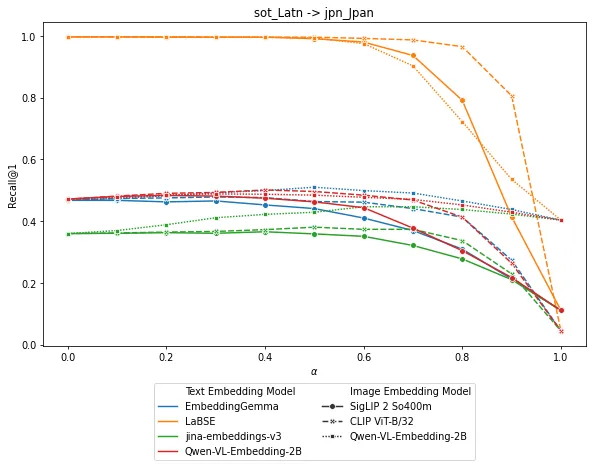 sot_Latn -> jpn_Jpan
Recall@1
1.0
0.8
0.6
0.4
0.2
0.0
0.0 0.2 0.4 0.6 0.8 1.0
α
Text Embedding Model
EmbeddingGemma
LaBSE
jina-embeddings-v3
Qwen-VL-Embedding-2B
Image Embedding Model
SigLIP 2 So400m
CLIP ViT-B/32
Qwen-VL-Embedding-2B